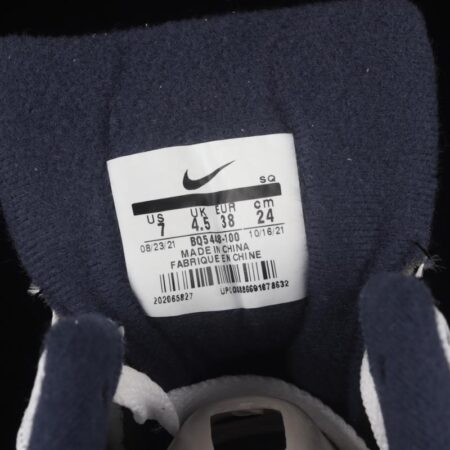 SQ
US UK EUR cm
7 4.5 38 24
08/23/21 BQ5448-100 10/16/21
MADE IN CHINA
FABRIQUE EN CHINE
202065827